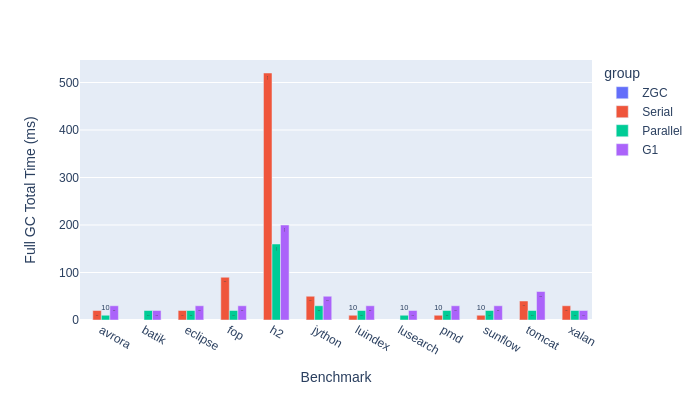 group
ZGC
Serial
Parallel
G1
Full GC Total Time (ms)
500
400
300
200
100
0
10
10
10
10
10
avrora
batik
eclipse
fop
h2
jython
luindex
lusearch
pmd
sunflow
tomcat
xalan
Benchmark